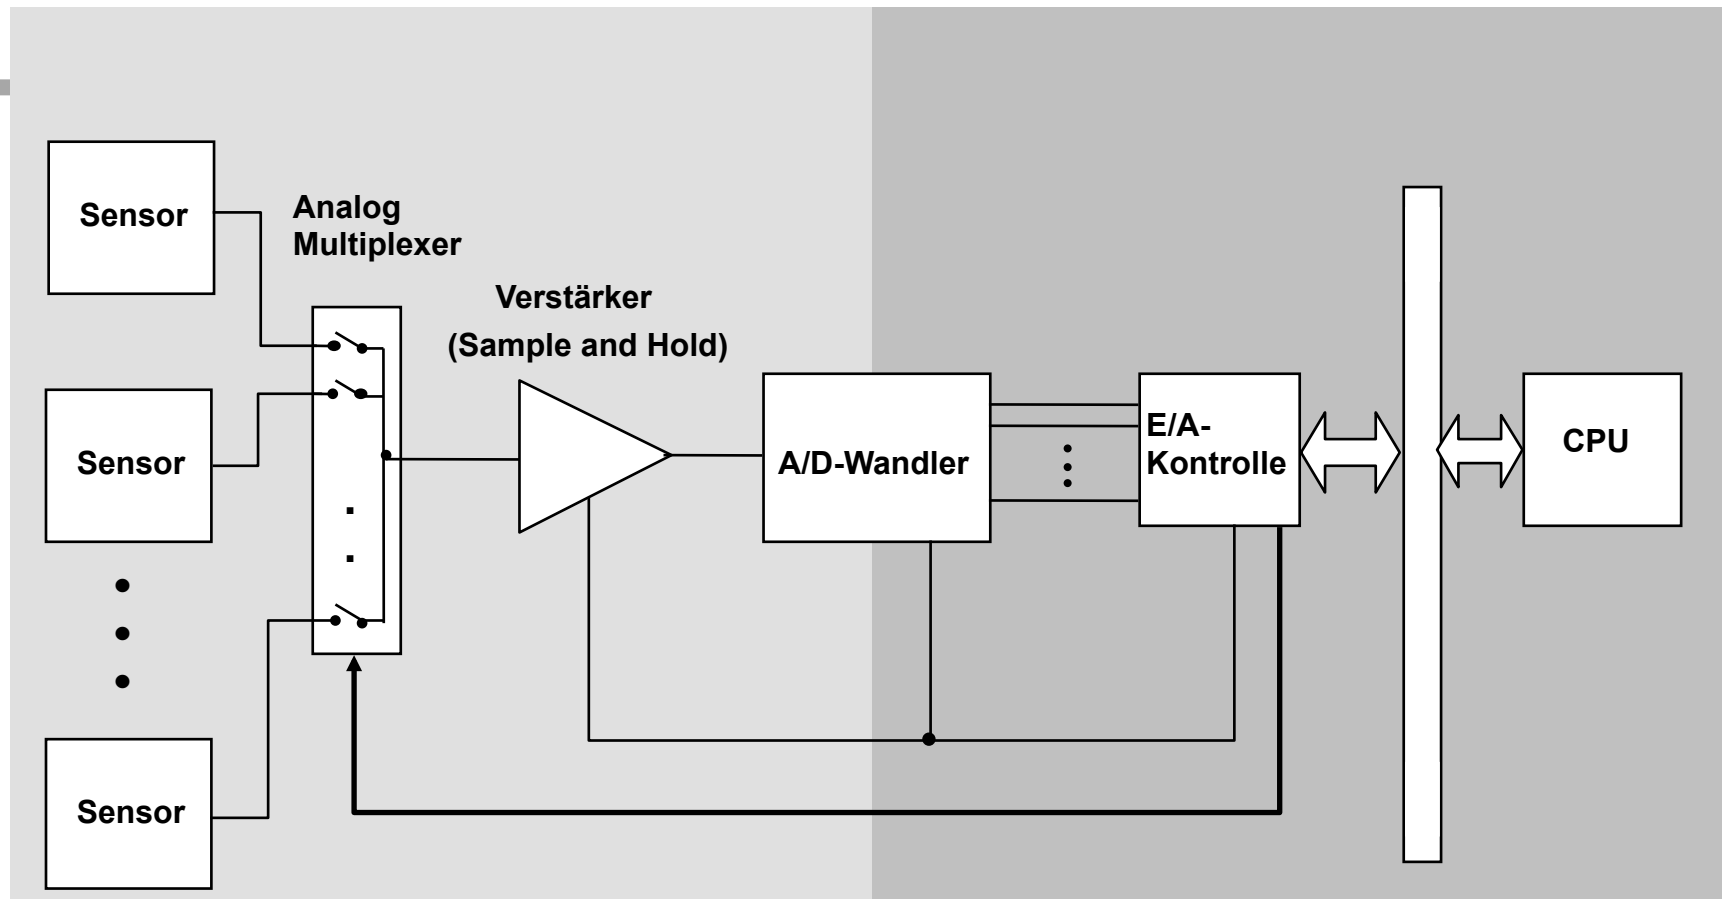 Sensor
Analog
Multiplexer
Verstärker
(Sample and Hold)
Sensor
A/D-Wandler
E/A-
Kontrolle
CPU
Sensor